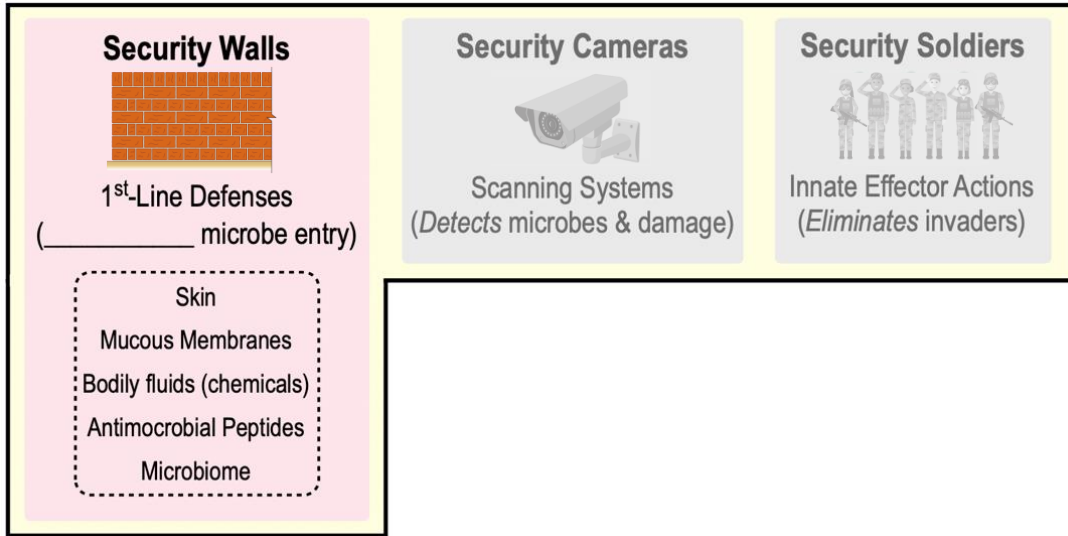 Security Walls
1st-Line Defenses
(___________ microbe entry)
Skin
Mucous Membranes
Bodily fluids (chemicals)
Antimocrobial Peptides
Microbiome
Security Cameras
Scanning Systems
(Detects microbes & damage)
Security Soldiers
Innate Effector Actions
(Eliminates invaders)